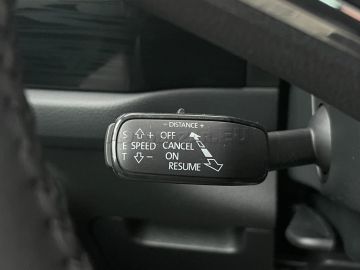 - DISTANCE +
S ⇧ + OFF
E SPEED CANCEL
T ⇩ - ON
RESUME